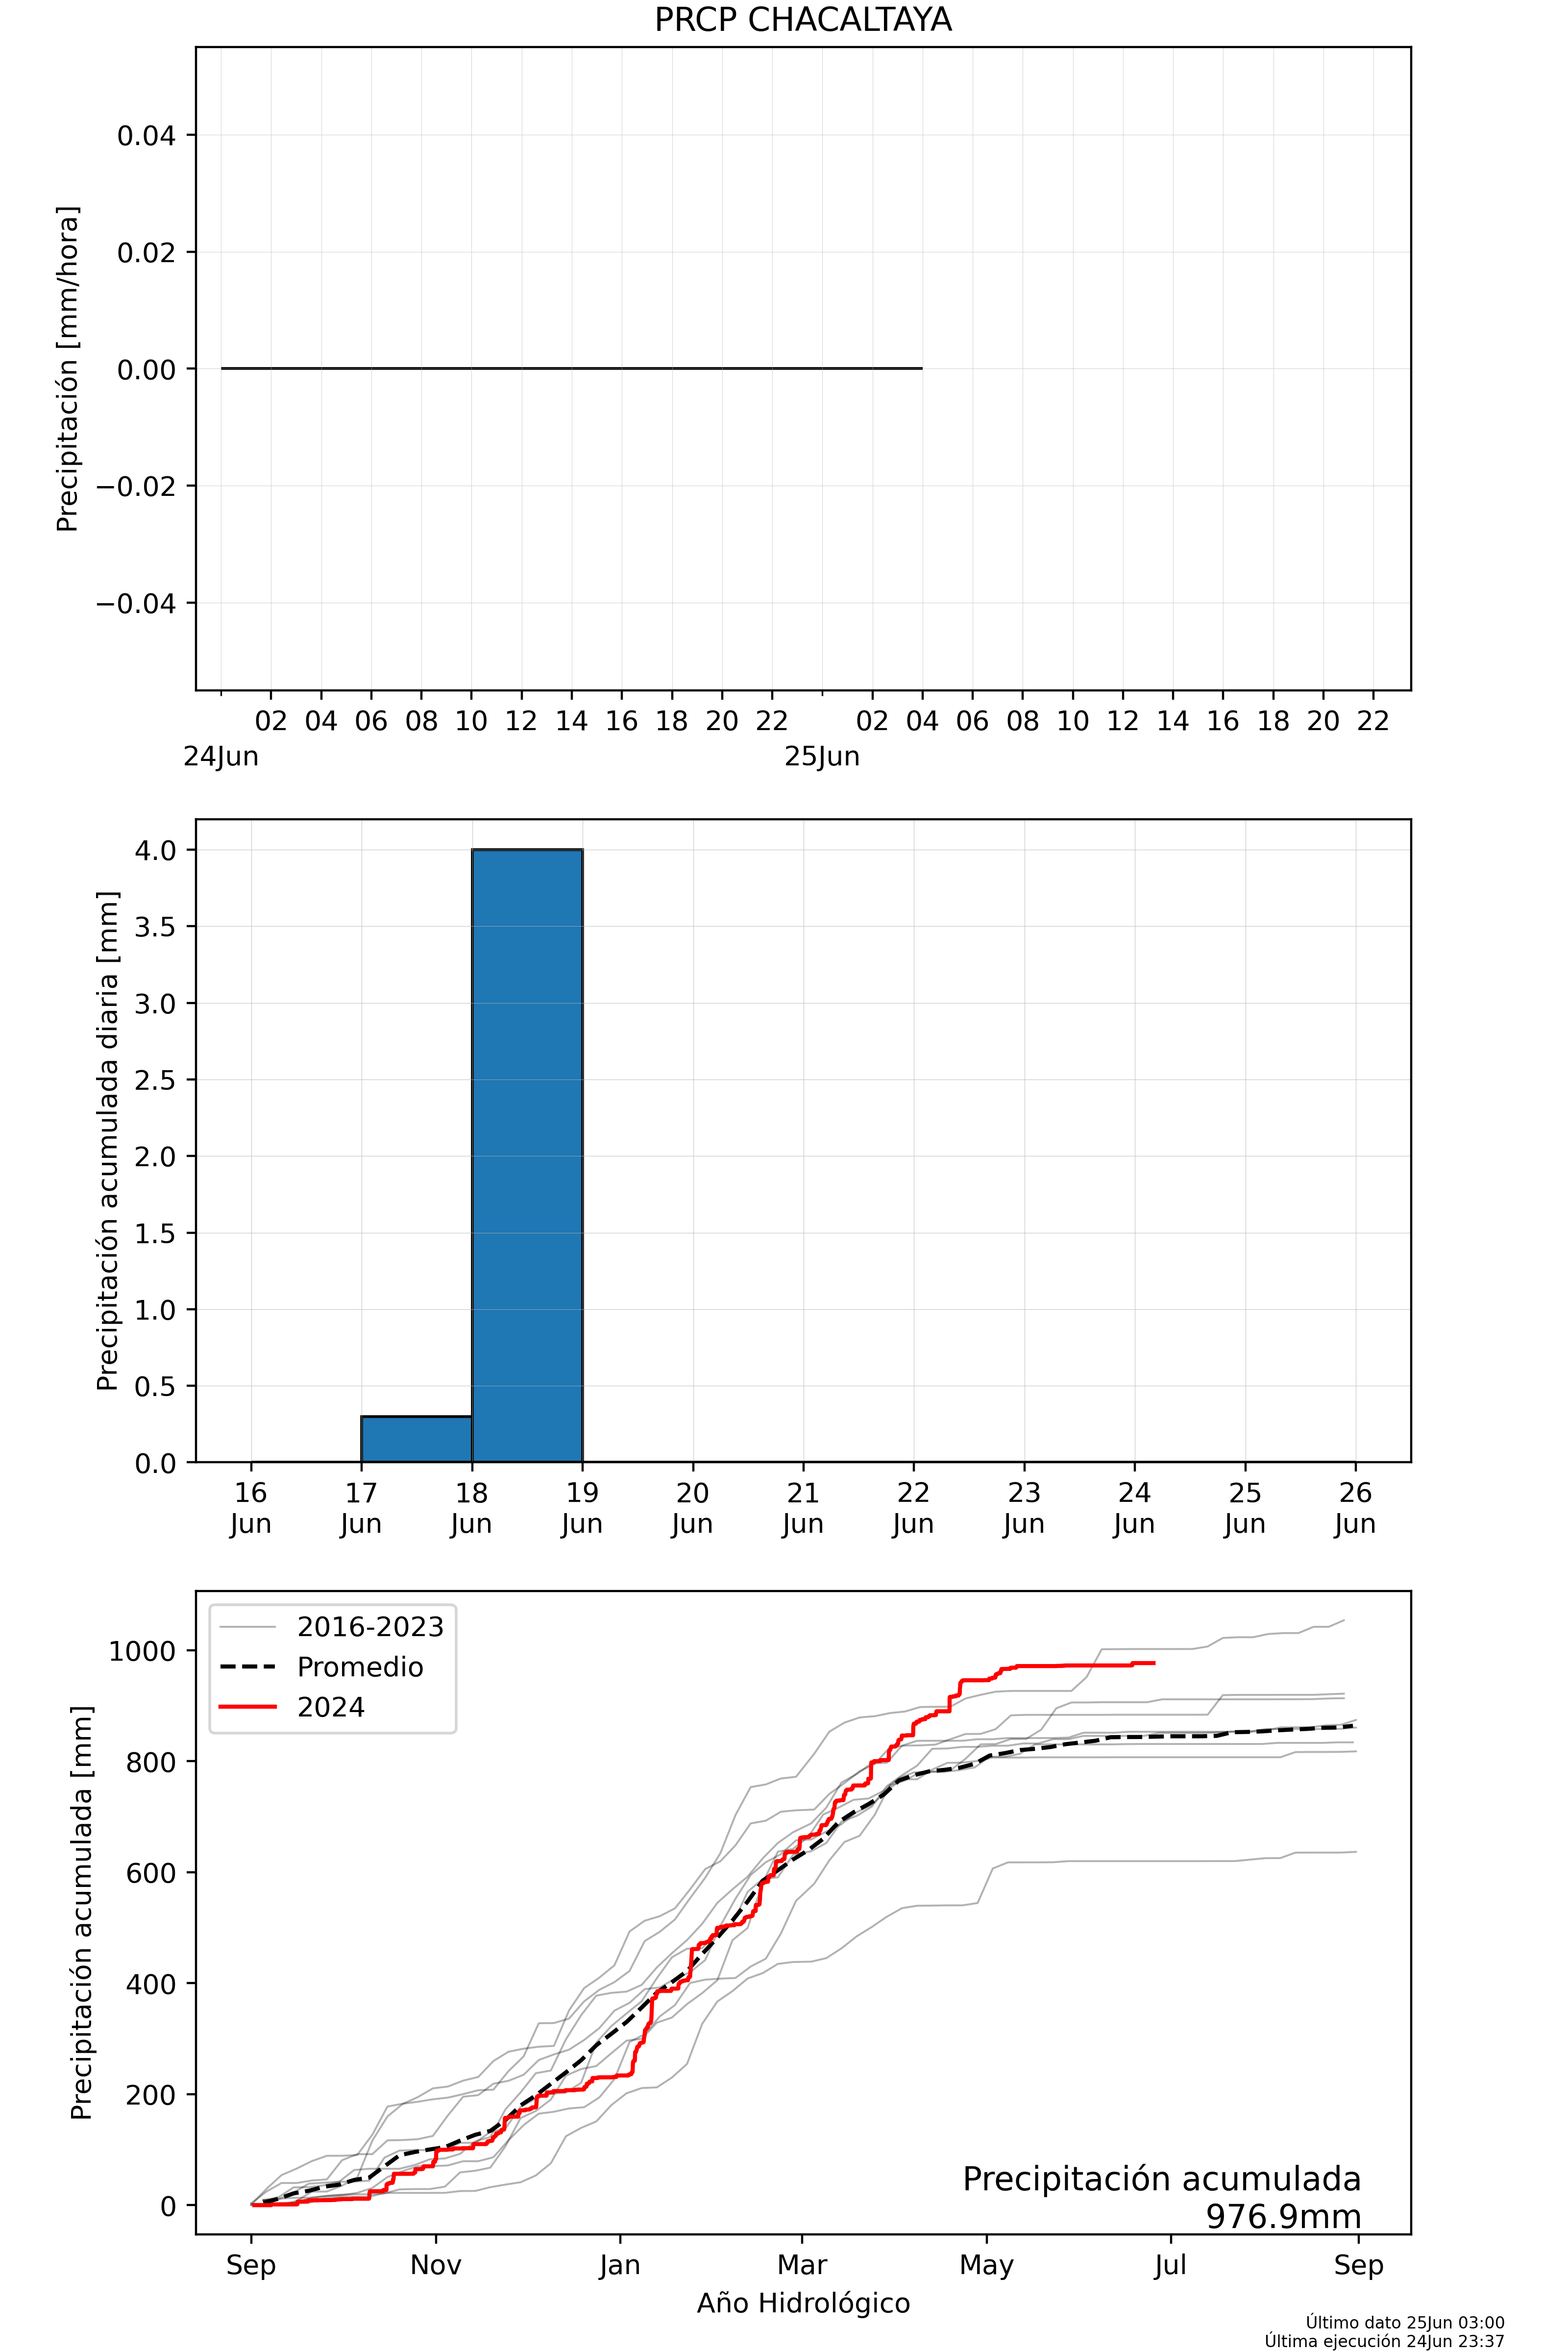 PRCP CHACALTAYA
Precipitación [mm/hora]
0.04
0.02
0.00
−0.02
−0.04
02 04 06 08 10 12 14 16 18 20 22 02 04 06 08 10 12 14 16 18 20 22
24Jun 25Jun
Precipitación acumulada diaria [mm]
4.0
3.5
3.0
2.5
2.0
1.5
1.0
0.5
0.0
16 17 18 19 20 21 22 23 24 25 26
Jun Jun Jun Jun Jun Jun Jun Jun Jun Jun Jun
Precipitación acumulada [mm]
1000
800
600
400
200
0
2016-2023
Promedio
2024
Precipitación acumulada
976.9mm
Sep Nov Jan Mar May Jul Sep
Año Hidrológico
Último dato 25Jun 03:00
Última ejecución 24Jun 23:37